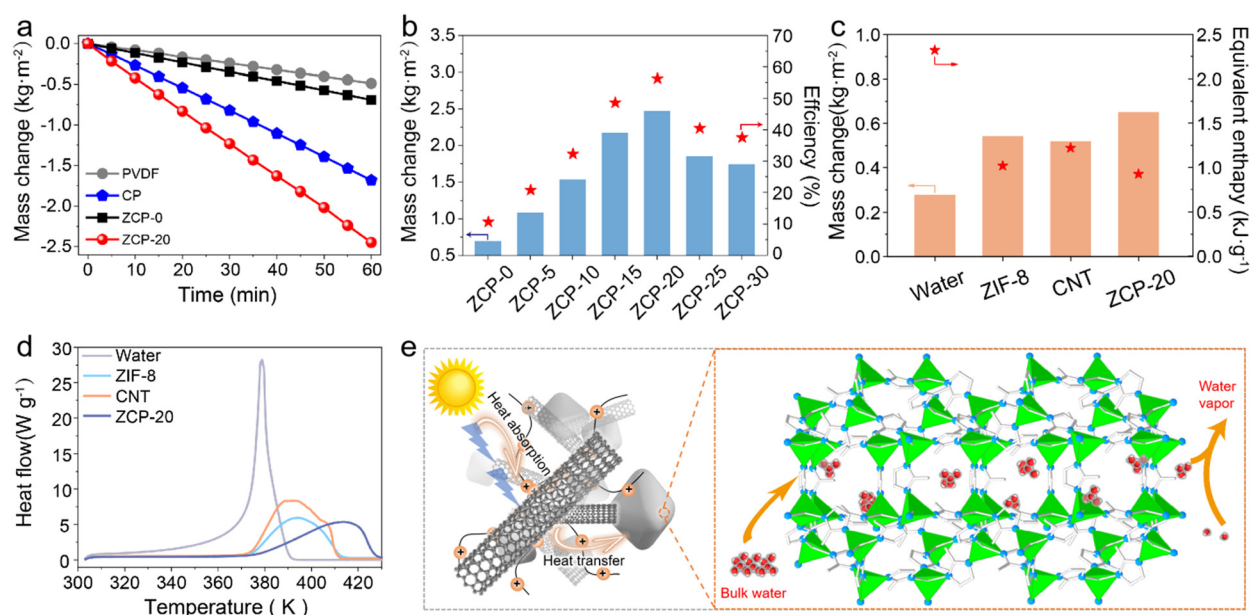 a
0.0
-0.5
-1.0
-1.5
-2.0
-2.5
Mass change (kg·m⁻²)
PVDF
CP
ZCP-0
ZCP-20
0 10 20 30 40 50 60
Time (min)
b
3.5
3.0
2.5
2.0
1.5
1.0
0.5
Mass change (kg·m⁻²)
70
60
50
40
30
20
10
0
Effciency (%)
ZCP-0
ZCP-5
ZCP-10
ZCP-15
ZCP-20
ZCP-25
ZCP-30
c
1.0
0.8
0.6
0.4
0.2
0.0
Mass change(kg·m⁻²)
2.5
2.0
1.5
1.0
0.5
0.0
Equivalent enthapy (kJ·g⁻¹)
Water
ZIF-8
CNT
ZCP-20
d
30
25
20
15
10
5
0
Heat flow(W g⁻¹)
Water
ZIF-8
CNT
ZCP-20
300 320 340 360 380 400 420
Temperature ( K )
e
Heat absorption
Heat transfer
Water
vapor
Bulk water